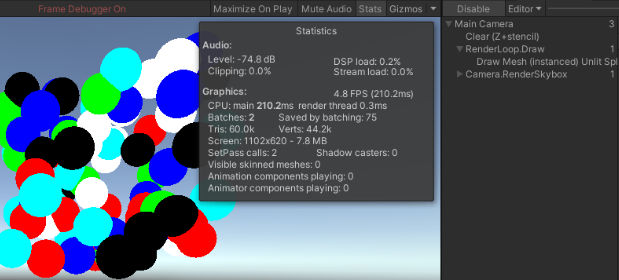 Frame Debugger On Maximize On Play Mute Audio Stats Gizmos
Disable Editor
Statistics
Audio:
Level: -74.8 dB DSP load: 0.2%
Clipping: 0.0% Stream load: 0.0%
Graphics: 4.8 FPS (210.2ms)
CPU: main 210.2ms render thread 0.3ms
Batches: 2 Saved by batching: 75
Tris: 60.0k Verts: 44.2k
Screen: 1102x620 - 7.8 MB
SetPass calls: 2 Shadow casters: 0
Visible skinned meshes: 0
Animation components playing: 0
Animator components playing: 0
Main Camera 3
Clear (Z+stencil)
RenderLoop.Draw 1
Draw Mesh (instanced) Unlit Spl
Camera.RenderSkybox 1